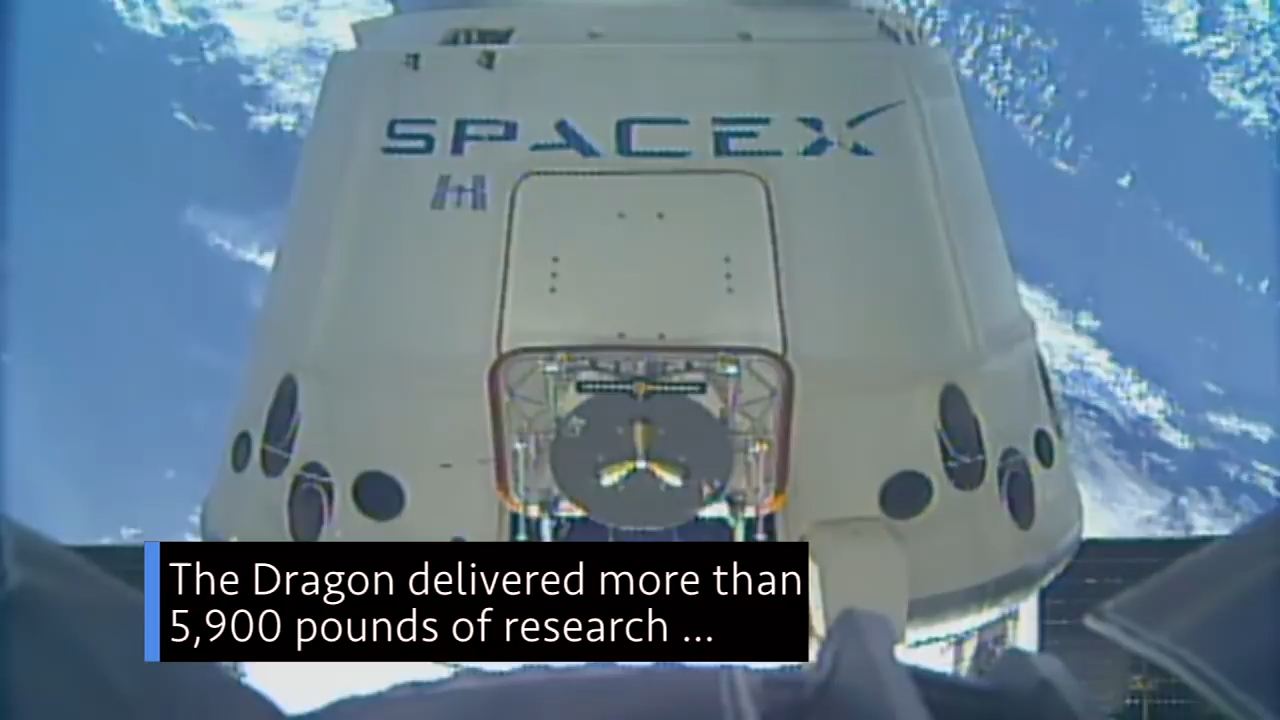 SPACEX
The Dragon delivered more than
5,900 pounds of research ...